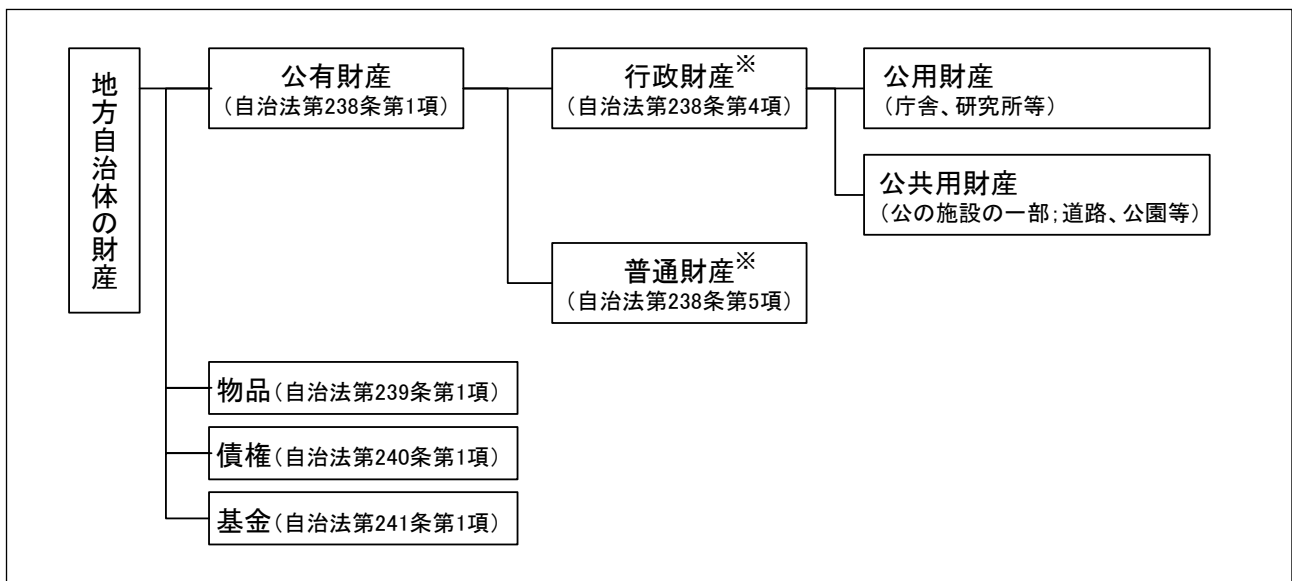 地方自治体の財産
公有財産
（自治法第238条第1項）
行政財産※
（自治法第238条第4項）
公用財産
（庁舎、研究所等）
公共用財産
（公の施設の一部；道路、公園等）
普通財産※
（自治法第238条第5項）
物品（自治法第239条第1項）
債権（自治法第240条第1項）
基金（自治法第241条第1項）